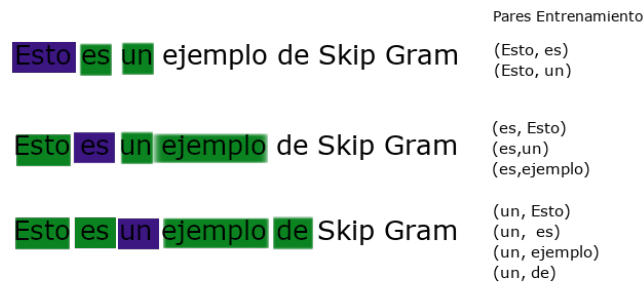 Pares Entrenamiento
Esto es un ejemplo de Skip Gram
(Esto, es)
(Esto, un)
Esto es un ejemplo de Skip Gram
(es, Esto)
(es,un)
(es,ejemplo)
Esto es un ejemplo de Skip Gram
(un, Esto)
(un, es)
(un, ejemplo)
(un, de)